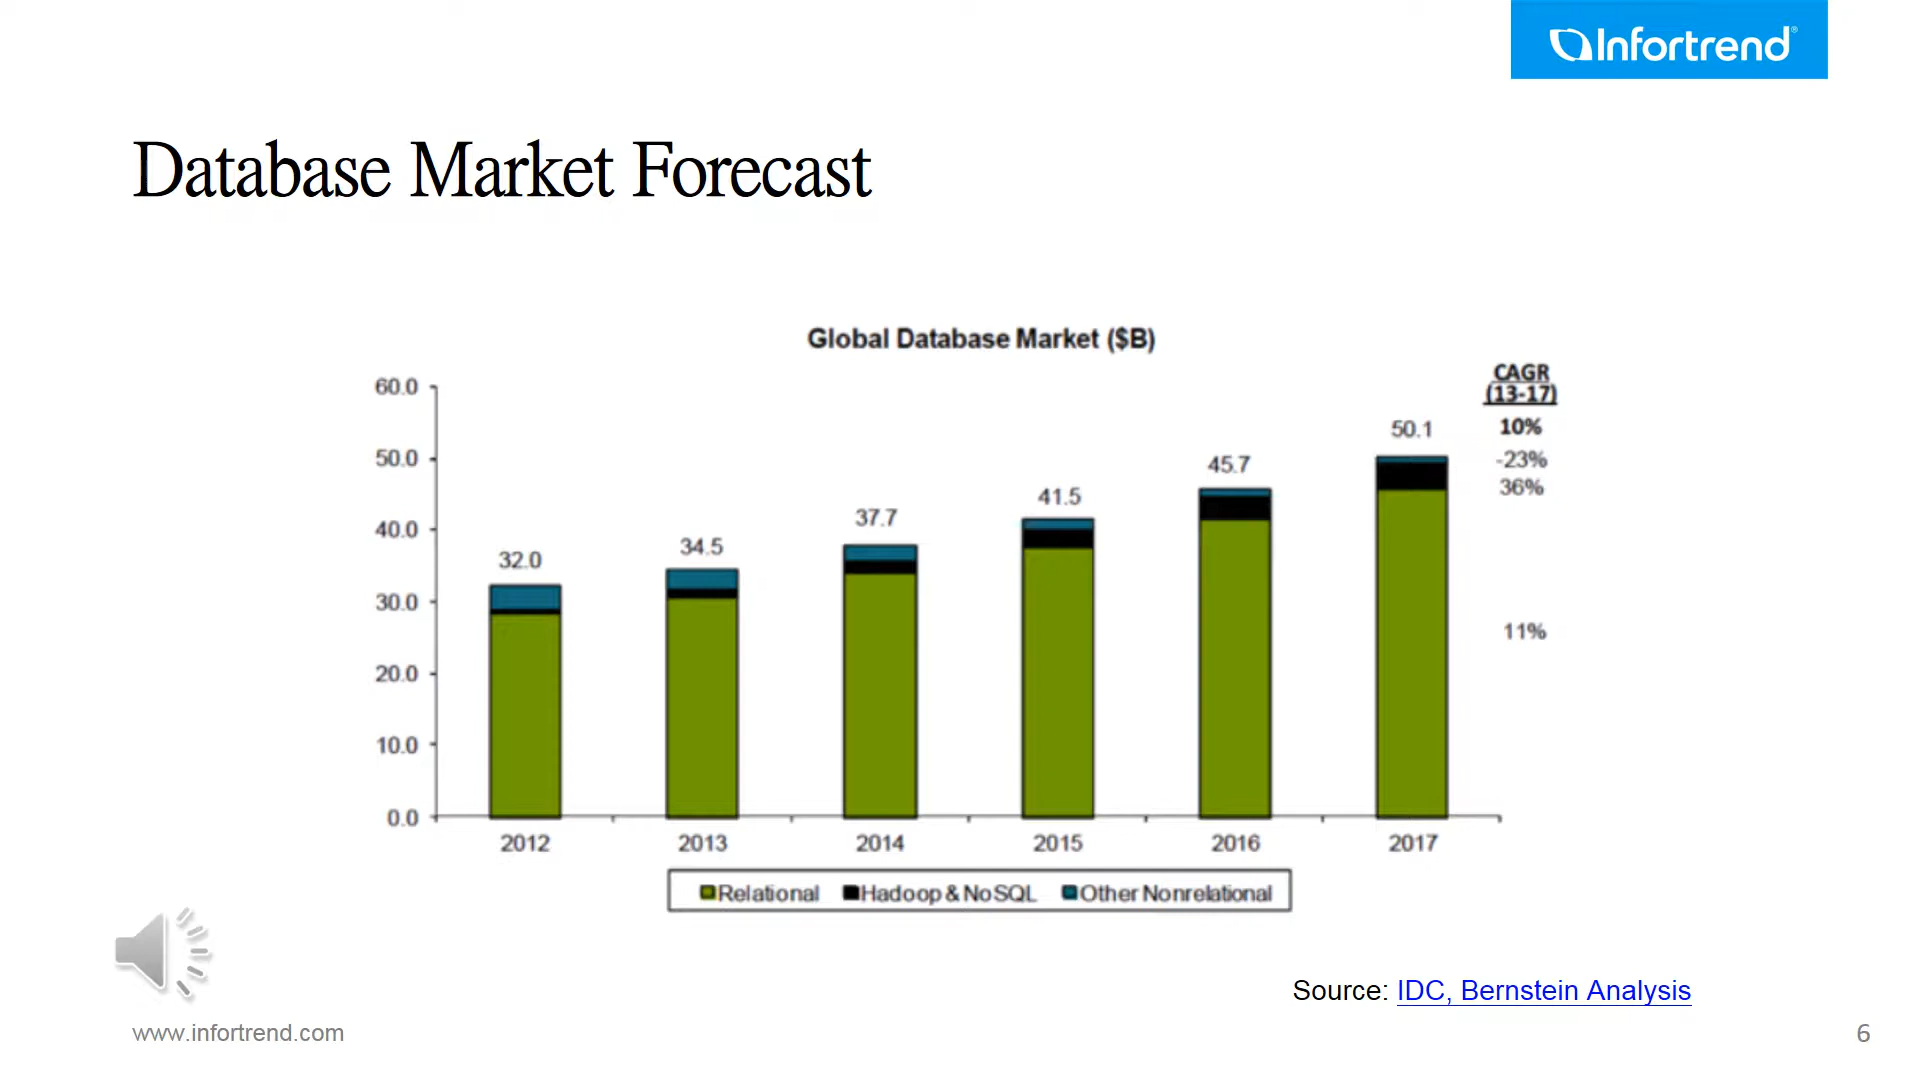 Infortrend®
Database Market Forecast
Global Database Market ($B)
CAGR
(13-17)
60.0
50.0
40.0
30.0
20.0
10.0
0.0
32.0
34.5
37.7
41.5
45.7
50.1
10%
-23%
36%
11%
2012 2013 2014 2015 2016 2017
Relational Hadoop & NoSQL Other Nonrelational
Source: IDC, Bernstein Analysis
www.infortrend.com
6